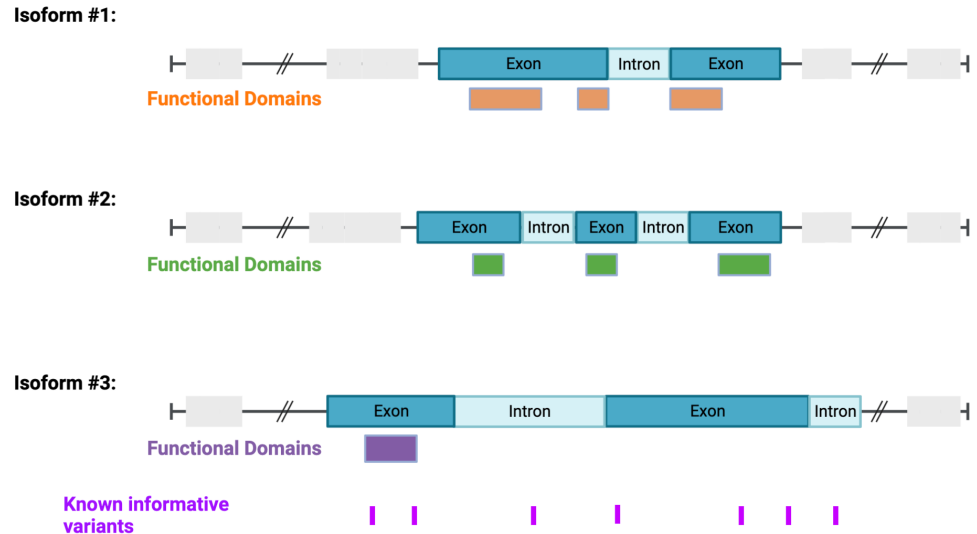 Isoform #1:
Exon Intron Exon
Functional Domains
Isoform #2:
Exon Intron Exon Intron Exon
Functional Domains
Isoform #3:
Exon Intron Exon Intron
Functional Domains
Known informative
variants